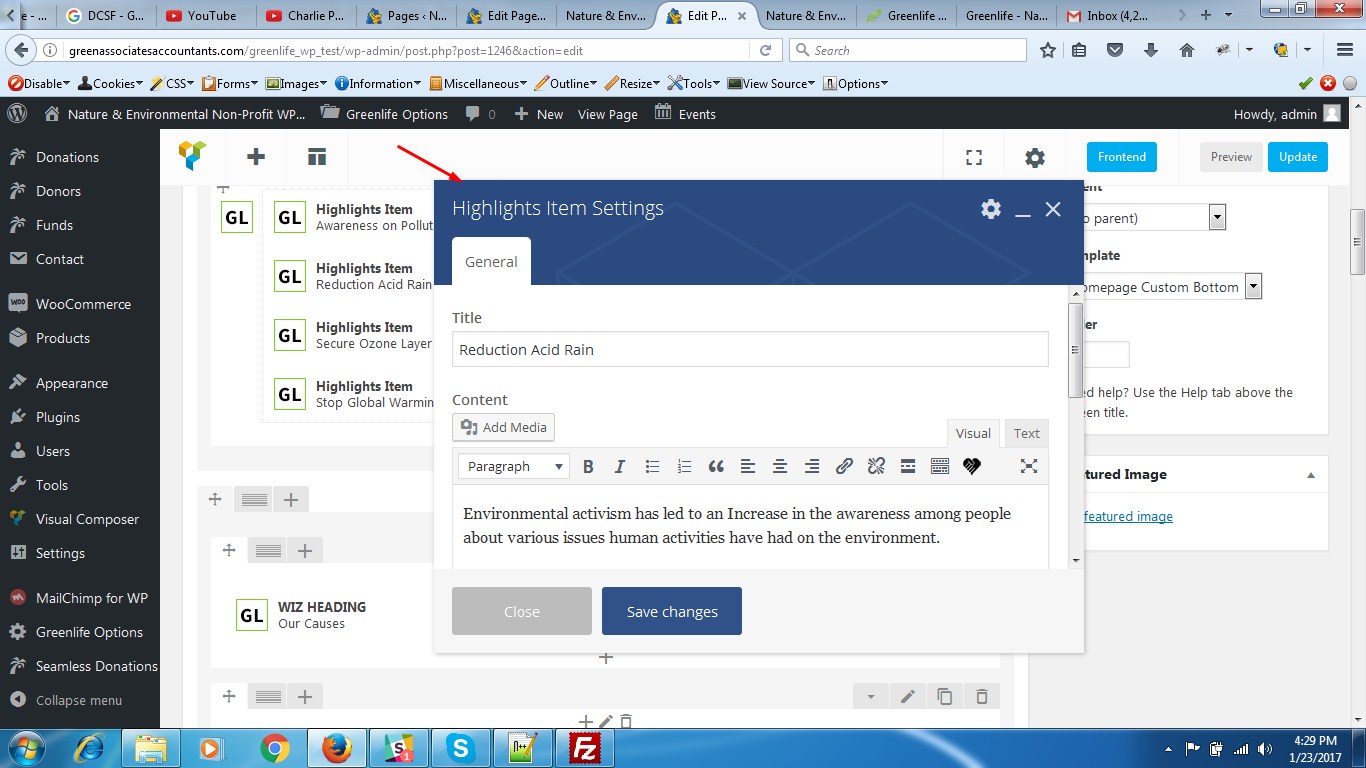 e - ...
DCSF - G...
YouTube
Charlie P...
Pages ‹ N...
Edit Page...
Nature & Env...
Edit P...
Nature & Env...
Greenlife ...
Greenlife - Na...
Inbox (4,2...
greenassociatesaccountants.com/greenlife_wp_test/wp-admin/post.php?post=1246&action=edit
Search
Disable
Cookies
CSS
Forms
Images
Information
Miscellaneous
Outline
Resize
Tools
View Source
Options
Nature & Environmental Non-Profit WP...
Greenlife Options
0
New
View Page
Events
Howdy, admin
Donations
Donors
Funds
Contact
WooCommerce
Products
Appearance
Plugins
Users
Tools
Visual Composer
Settings
MailChimp for WP
Greenlife Options
Seamless Donations
Collapse menu
Frontend
Preview
Update
GL
GL
Highlights Item
Awareness on Pollut
GL
Highlights Item
Reduction Acid Rain
GL
Highlights Item
Secure Ozone Layer
GL
Highlights Item
Stop Global Warmin
GL
WIZ HEADING
Our Causes
Highlights Item Settings
General
Title
Reduction Acid Rain
Content
Add Media
Visual
Text
Paragraph
Environmental activism has led to an Increase in the awareness among people
about various issues human activities have had on the environment.
Close
Save changes
ent
o parent)
mplate
omepage Custom Bottom
er
ed help? Use the Help tab above the
een title.
tured Image
featured image
4:29 PM
1/23/2017